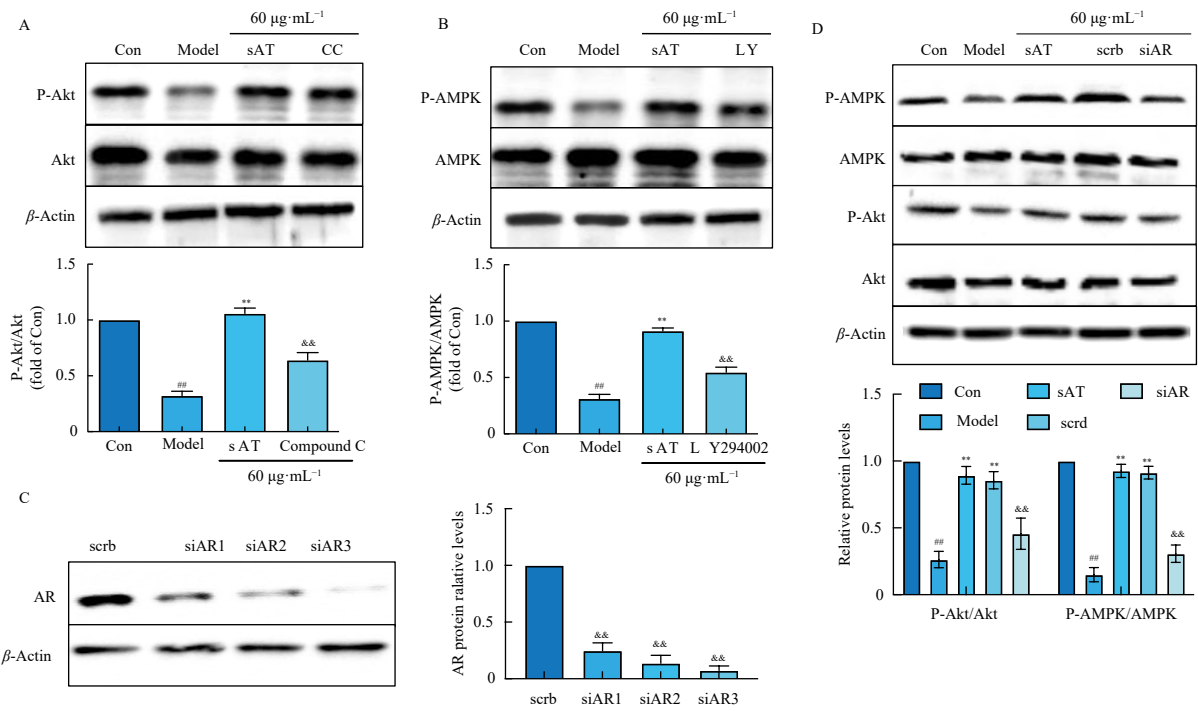 A
60 μg·mL−1
Con Model sAT CC
P-Akt
Akt
β-Actin
1.5
1.0
0.5
0
P-Akt/Akt
(fold of Con)
##
**
&&
Con Model s AT Compound C
60 μg·mL−1
B
60 μg·mL−1
Con Model sAT LY
P-AMPK
AMPK
β-Actin
1.5
1.0
0.5
0
P-AMPK/AMPK
(fold of Con)
##
**
&&
Con Model s AT L Y294002
60 μg·mL−1
C
scrb siAR1 siAR2 siAR3
AR
β-Actin
1.5
1.0
0.5
0
AR protein ralative levels
&&
&&
&&
scrb siAR1 siAR2 siAR3
D
60 μg·mL−1
Con Model sAT scrb siAR
P-AMPK
AMPK
P-Akt
Akt
β-Actin
Con sAT siAR
Model scrd
1.5
1.0
0.5
0
Relative protein levels
##
**
**
&&
##
**
**
&&
P-Akt/Akt P-AMPK/AMPK